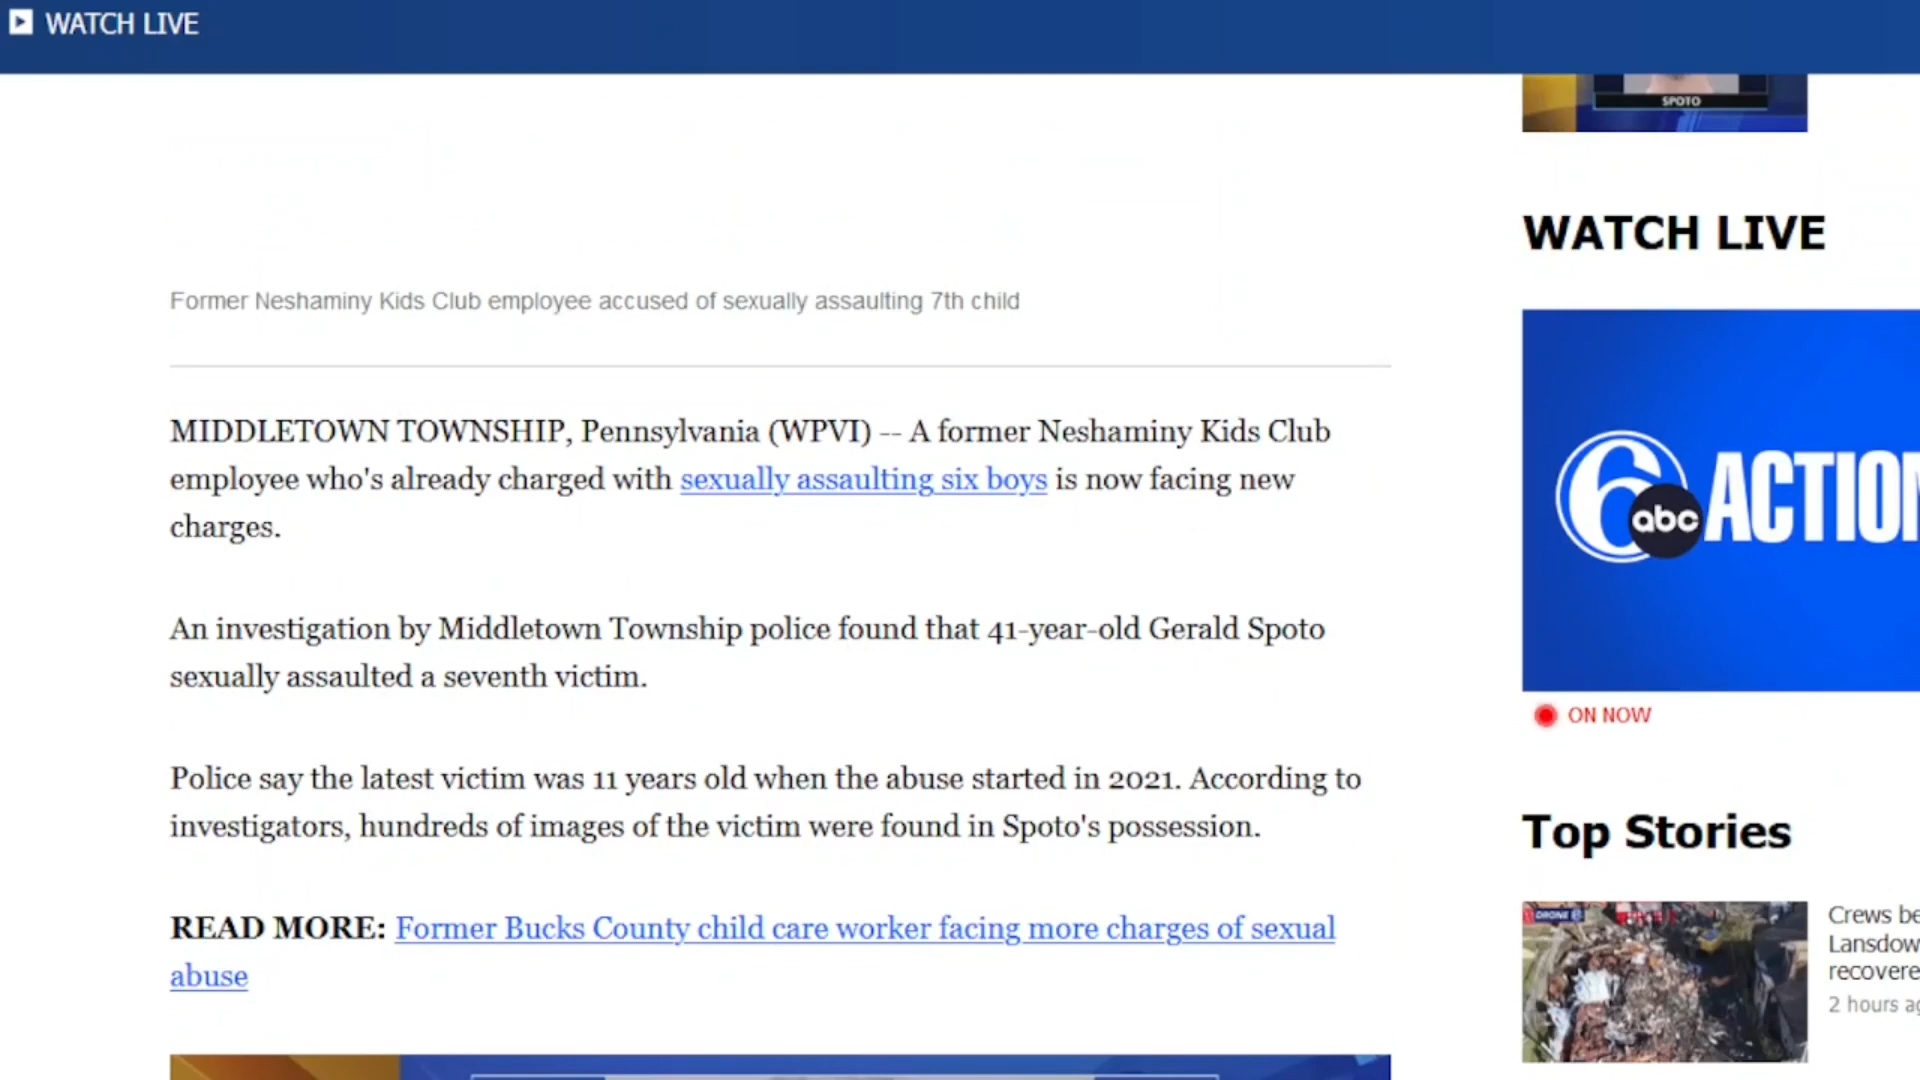 WATCH LIVE
SPOTO
WATCH LIVE
Former Neshaminy Kids Club employee accused of sexually assaulting 7th child
MIDDLETOWN TOWNSHIP, Pennsylvania (WPVI) -- A former Neshaminy Kids Club
employee who's already charged with sexually assaulting six boys is now facing new
charges.
An investigation by Middletown Township police found that 41-year-old Gerald Spoto
sexually assaulted a seventh victim.
Police say the latest victim was 11 years old when the abuse started in 2021. According to
investigators, hundreds of images of the victim were found in Spoto's possession.
READ MORE: Former Bucks County child care worker facing more charges of sexual
abuse
6 abc ACTION
ON NOW
Top Stories
DRONE 6
Crews be
Lansdow
recovere
2 hours ag